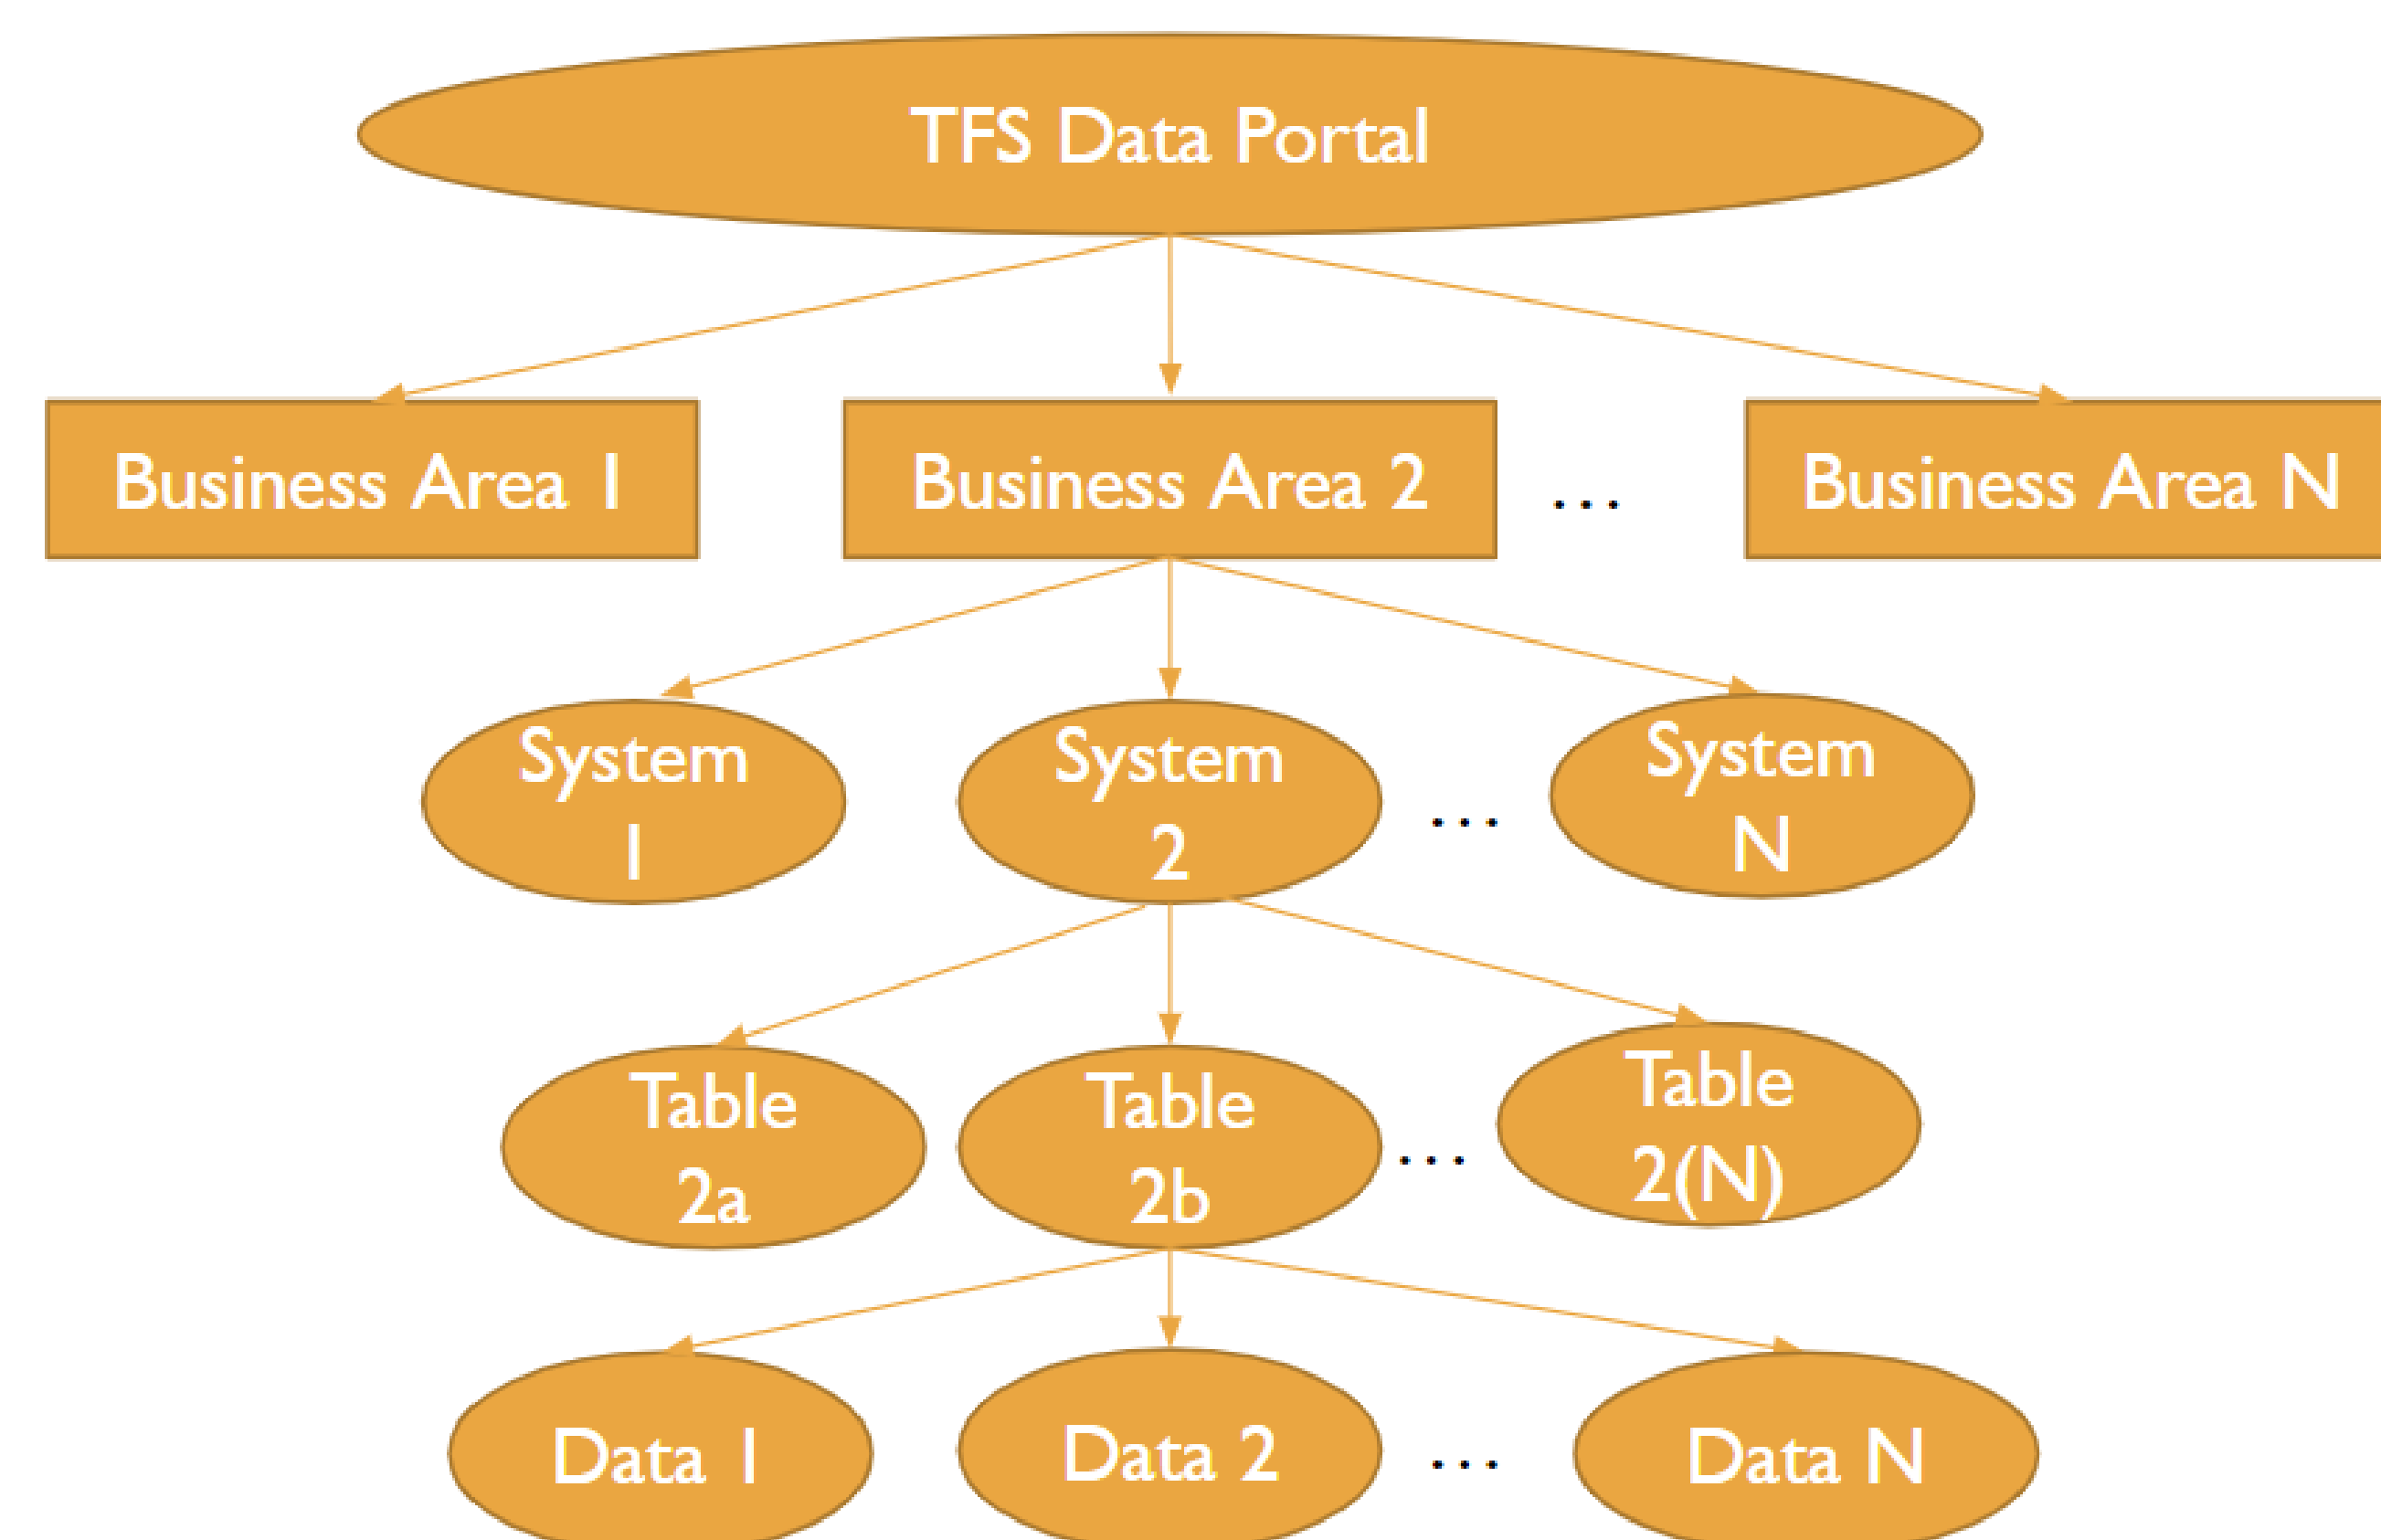 TFS Data Portal
Business Area 1
Business Area 2
...
Business Area N
System
1
System
2
...
System
N
Table
2a
Table
2b
...
Table
2(N)
Data 1
Data 2
...
Data N